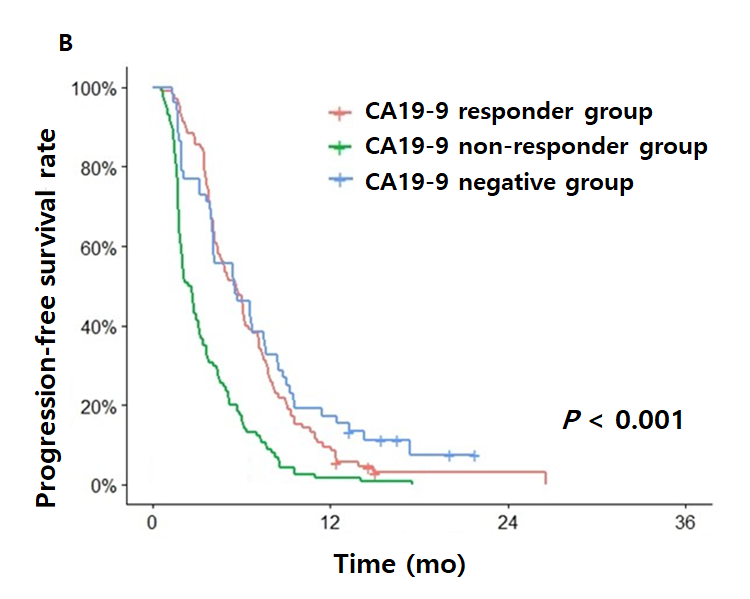 B
100%
80%
60%
40%
20%
0%
Progression-free survival rate
CA19-9 responder group
CA19-9 non-responder group
CA19-9 negative group
P < 0.001
0 12 24 36
Time (mo)